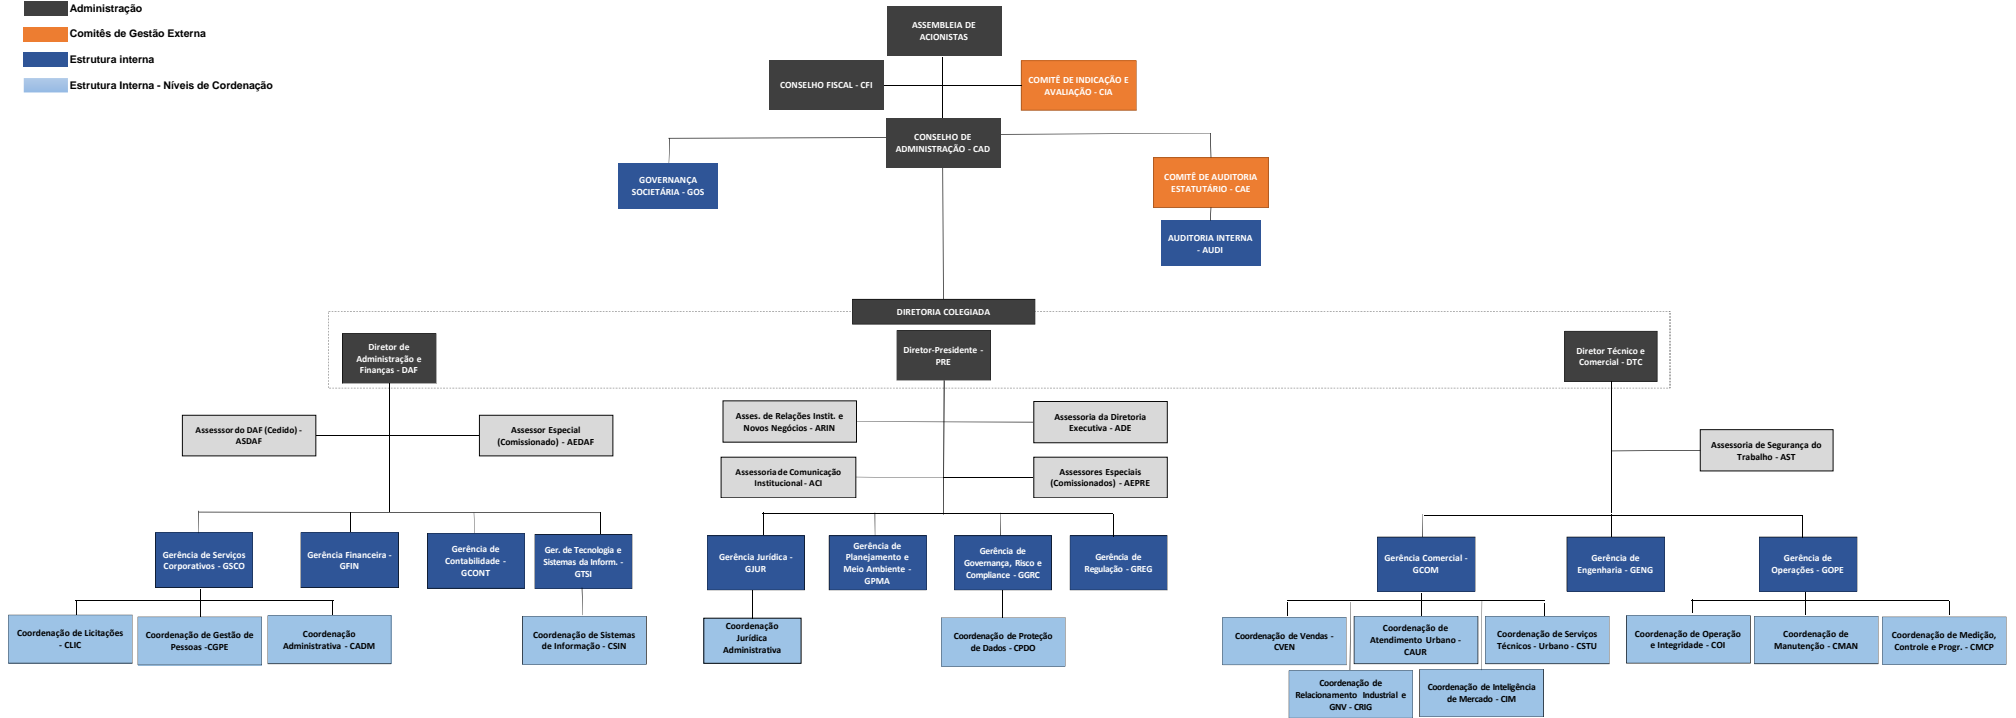 Administração
Comitês de Gestão Externa
Estrutura interna
Estrutura Interna - Níveis de Cordenação
ASSEMBLEIA DE
ACIONISTAS
CONSELHO FISCAL - CFI
COMITÊ DE INDICAÇÃO E
AVALIAÇÃO - CIA
CONSELHO DE
ADMINISTRAÇÃO - CAD
GOVERNANÇA
SOCIETÁRIA - GOS
COMITÊ DE AUDITORIA
ESTATUTÁRIO - CAE
AUDITORIA INTERNA
- AUDI
DIRETORIA COLEGIADA
Diretor de
Administração e
Finanças - DAF
Diretor-Presidente -
PRE
Diretor Técnico e
Comercial - DTC
Assesssor do DAF (Cedido) -
ASDAF
Assessor Especial
(Comissionado) - AEDAF
Asses. de Relações Instit. e
Novos Negócios - ARIN
Assessoria da Diretoria
Executiva - ADE
Assessoria de Comunicação
Institucional - ACI
Assessores Especiais
(Comissionados) - AEPRE
Assessoria de Segurança do
Trabalho - AST
Gerência de Serviços
Corporativos - GSCO
Gerência Financeira -
GFIN
Gerência de
Contabilidade -
GCONT
Ger. de Tecnologia e
Sistemas da Inform. -
GTSI
Gerência Jurídica -
GJUR
Gerência de
Planejamento e
Meio Ambiente -
GPMA
Gerência de
Governança, Risco e
Compliance - GGRC
Gerência de
Regulação - GREG
Gerência Comercial -
GCOM
Gerência de
Engenharia - GENG
Gerência de
Operações - GOPE
Coordenação de Licitações
- CLIC
Coordenação de Gestão de
Pessoas -CGPE
Coordenação
Administrativa - CADM
Coordenação de Sistemas
de Informação - CSIN
Coordenação
Jurídica
Administrativa
Coordenação de Proteção
de Dados - CPDO
Coordenação de Vendas -
CVEN
Coordenação de
Atendimento Urbano -
CAUR
Coordenação de Serviços
Técnicos - Urbano - CSTU
Coordenação de Operação
e Integridade - COI
Coordenação de
Manutenção - CMAN
Coordenação de Medição,
Controle e Progr. - CMCP
Coordenação de
Relacionamento Industrial e
GNV - CRIG
Coordenação de Inteligência
de Mercado - CIM